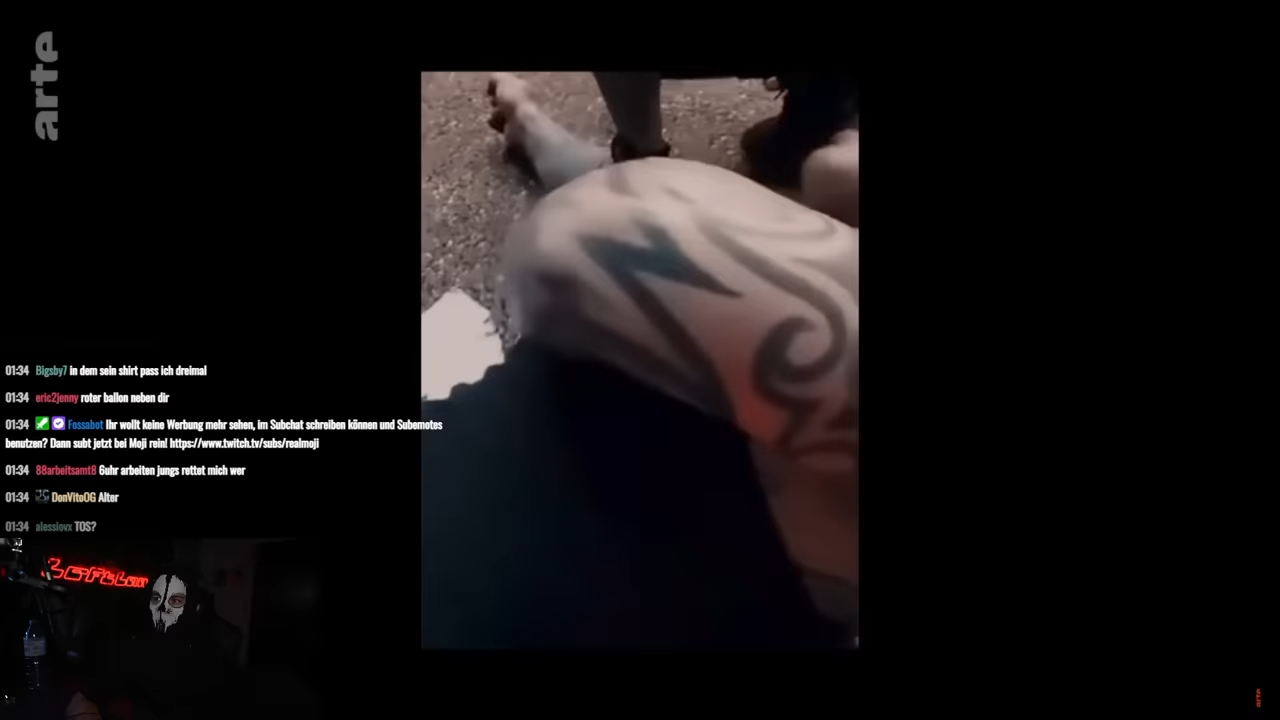 arte
01:34 Bigsby7 in dem sein shirt pass ich dreimal
01:34 eric2jenny roter ballon neben dir
01:34 Fossabot Ihr wollt keine Werbung mehr sehen, im Subchat schreiben können und Subemotes
benutzen? Dann subt jetzt bei Moji rein! https://www.twitch.tv/subs/realmoji
01:34 88arbeitsamt8 6uhr arbeiten jungs rettet mich wer
01:34 DonVitoOG Alter
01:34 alessiovx TOS?
arte